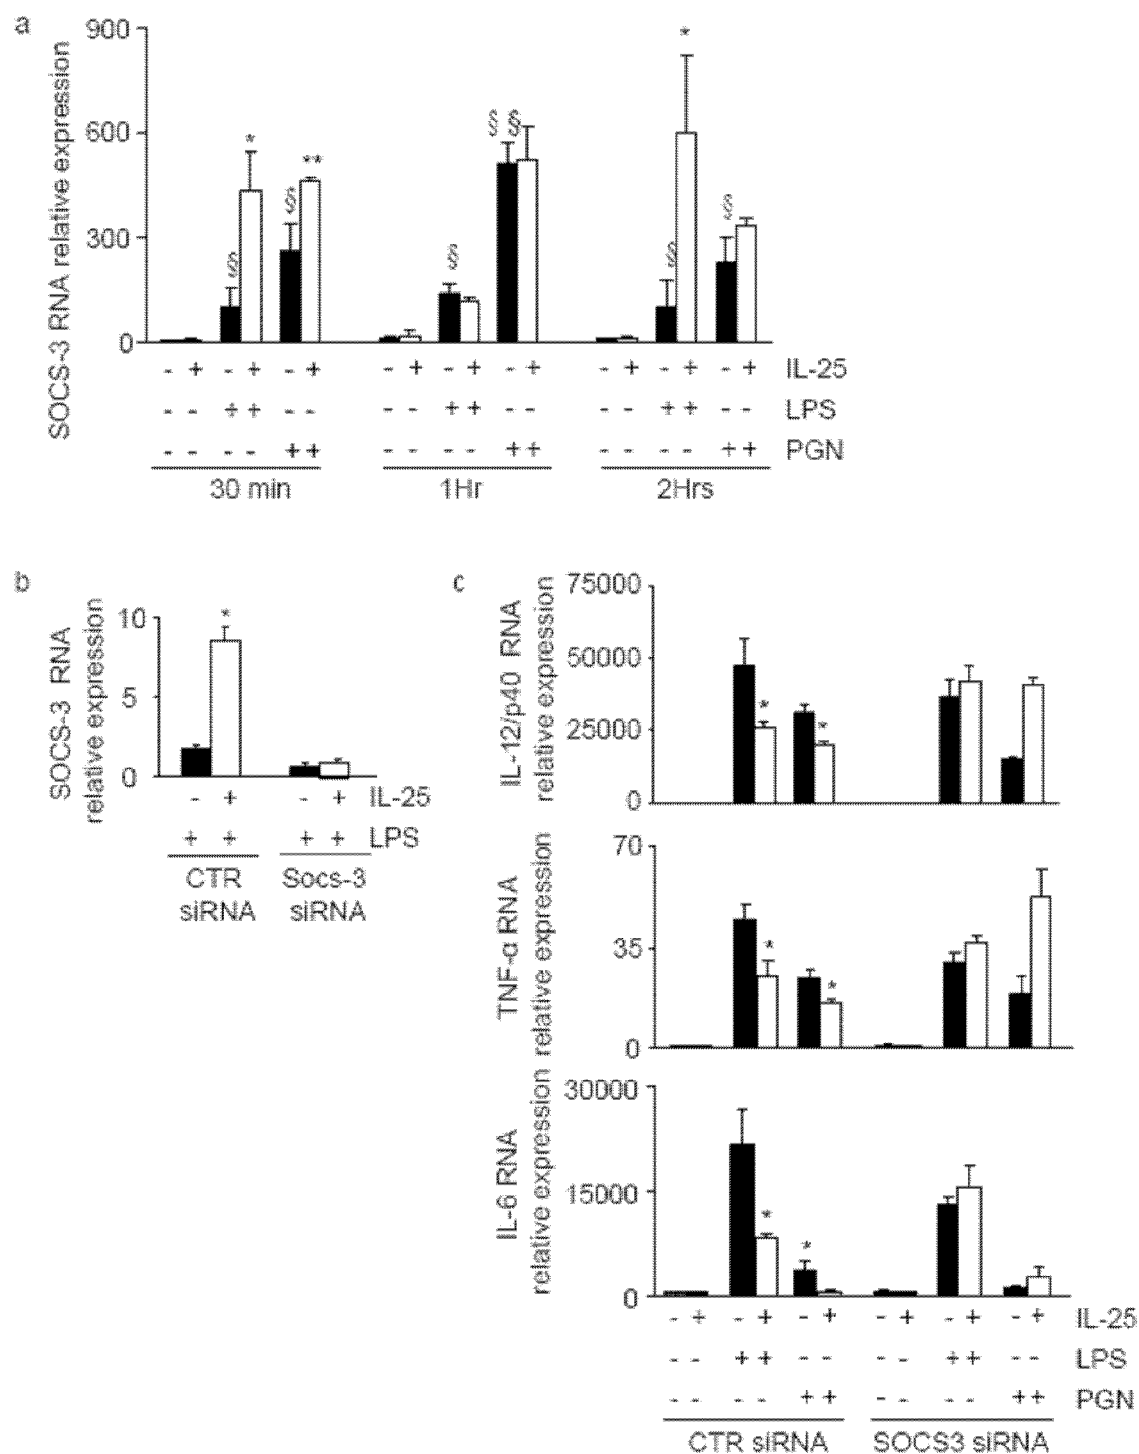 a
SOCS-3 RNA relative expression
900
600
300
0
§ * § **
§ § §
§ * §
- + - + - + - + - + - + - + - + - + IL-25
- - + + - - - - + + - - - - + + - - LPS
- - - - + + - - - - + + - - - - + + PGN
30 min 1Hr 2Hrs
b
SOCS-3 RNA
relative expression
10
5
0
*
- + - + IL-25
+ + + + LPS
CTR Socs-3
siRNA siRNA
c
IL-12/p40 RNA
relative expression
75000
50000
25000
0
* *
TNF-α RNA
relative expression
70
35
0
* *
IL-6 RNA
relative expression
30000
15000
0
* *
- + - + - + - + - + - + IL-25
- - + + - - - - + + - - LPS
- - - - + + - - - - + + PGN
CTR siRNA SOCS3 siRNA